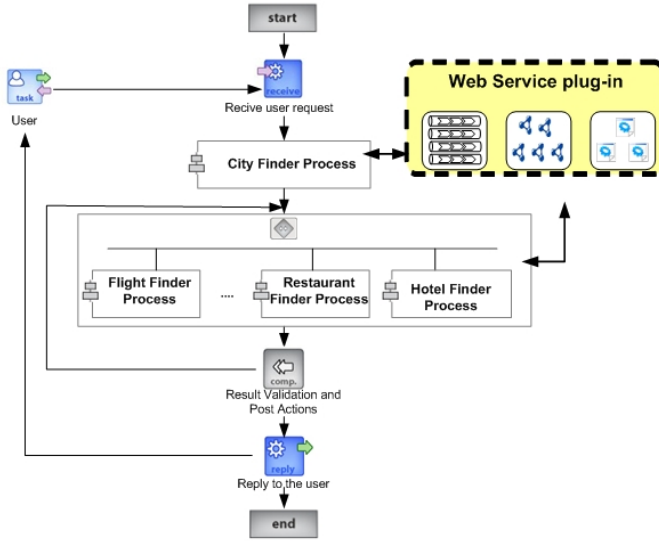 start
receive
Recive user request
task
User
Web Service plug-in
City Finder Process
Flight Finder
Process
....
Restaurant
Finder Process
Hotel Finder
Process
comp.
Result Validation and
Post Actions
reply
Reply to the user
end